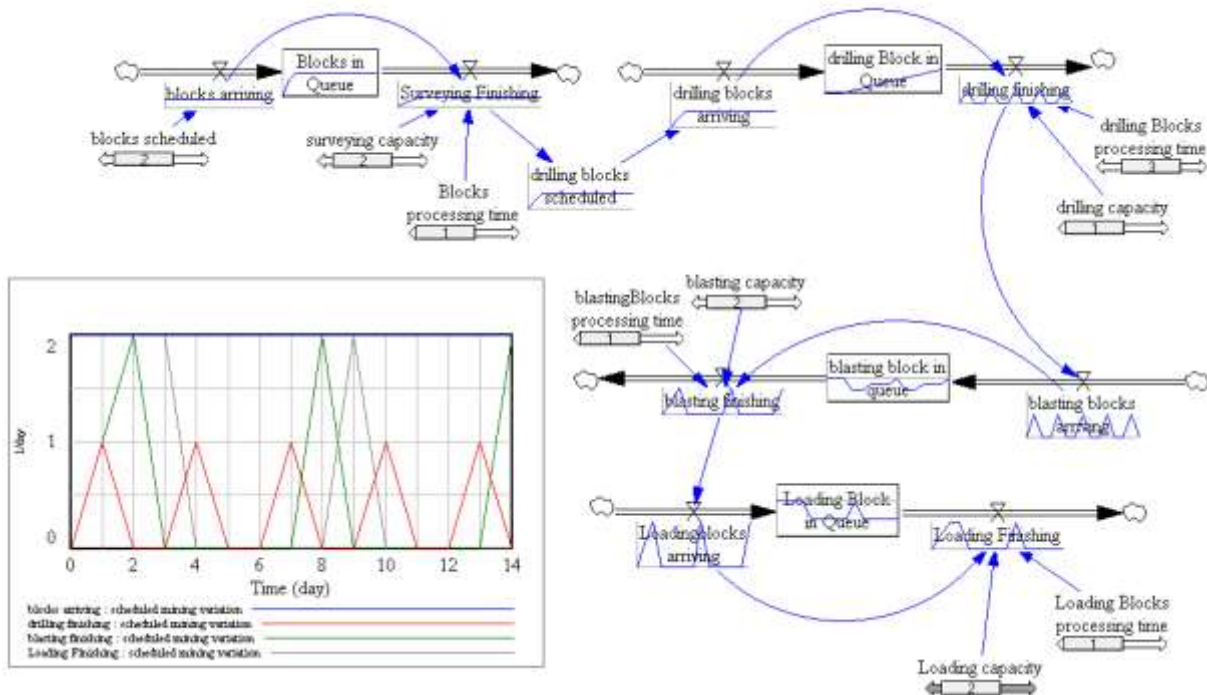 blocks arriving
Blocks in
Queue
Surveying Finishing
blocks scheduled
2
surveying capacity
2
Blocks
processing time
1
drilling blocks
scheduled
drilling blocks
arriving
drilling Block in
Queue
drilling finishing
drilling Blocks
processing time
3
drilling capacity
1
blasting capacity
2
blastingBlocks
processing time
1
blasting finishing
blasting block in
queue
blasting blocks
arriving
Loadingblocks
arriving
Loading Block
in Queue
Loading Finishing
Loading Blocks
processing time
1
Loading capacity
2
2
1
0
1/day
0 2 4 6 8 10 12 14
Time (day)
blocks arriving : scheduled mining variation
drilling finishing : scheduled mining variation
blasting finishing : scheduled mining variation
Loading Finishing : scheduled mining variation